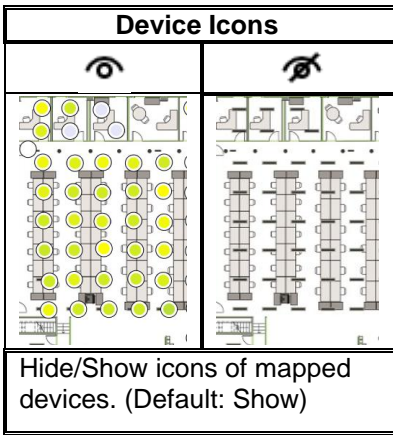 Device Icons
Hide/Show icons of mapped
devices. (Default: Show)